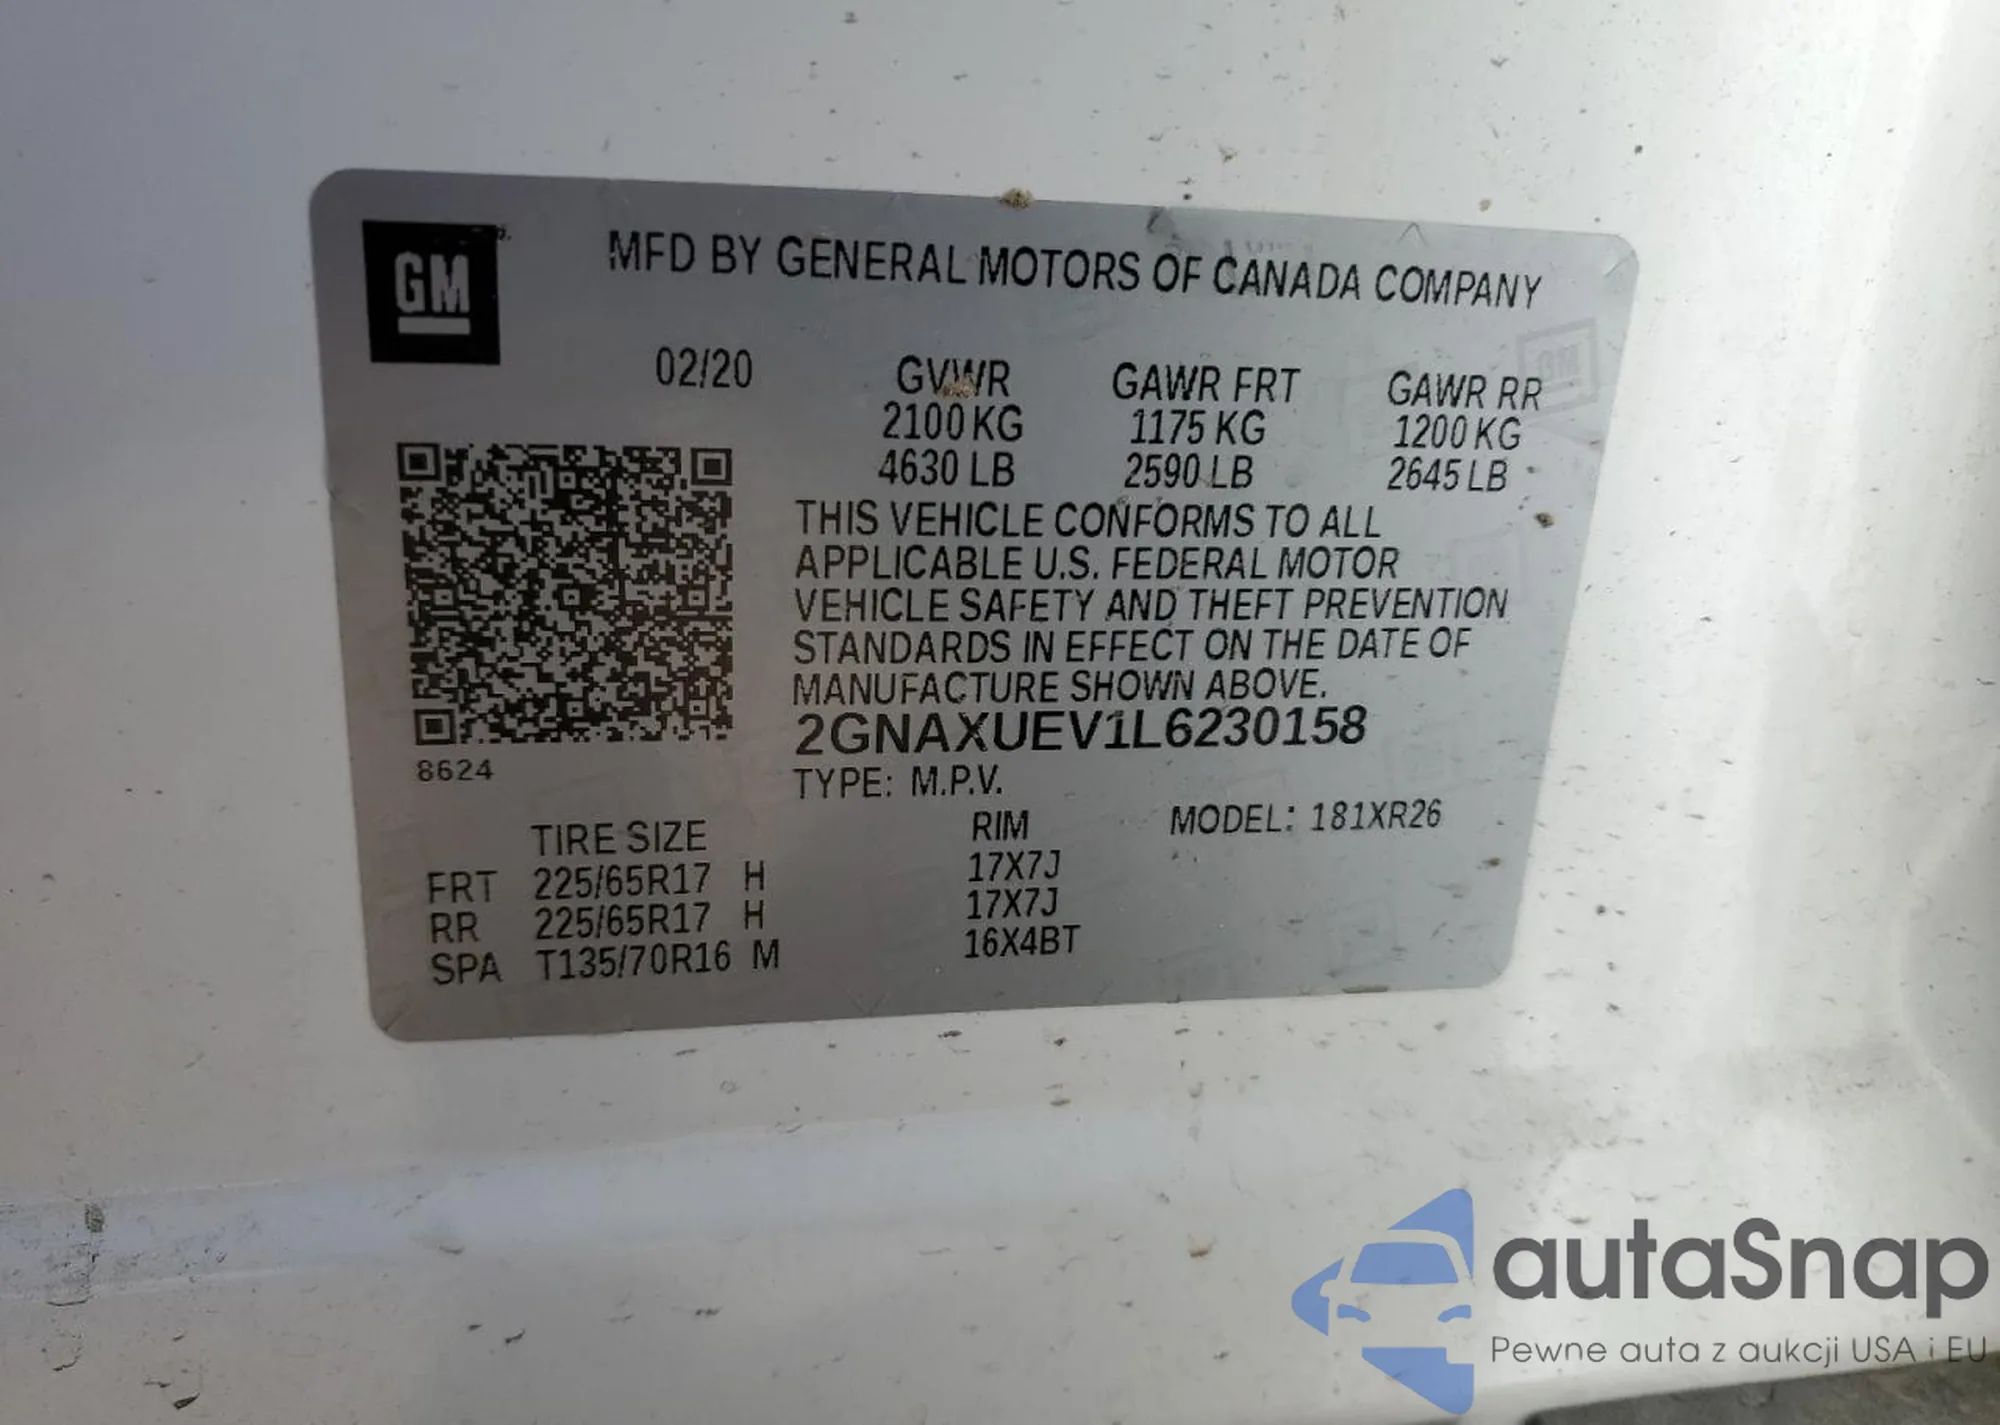 GM
MFD BY GENERAL MOTORS OF CANADA COMPANY
02/20 GVWR GAWR FRT GAWR RR
2100 KG 1175 KG 1200 KG
4630 LB 2590 LB 2645 LB
THIS VEHICLE CONFORMS TO ALL
APPLICABLE U.S. FEDERAL MOTOR
VEHICLE SAFETY AND THEFT PREVENTION
STANDARDS IN EFFECT ON THE DATE OF
MANUFACTURE SHOWN ABOVE.
2GNAXUEV1L6230158
8624
TYPE: M.P.V.
TIRE SIZE RIM MODEL: 181XR26
FRT 225/65R17 H 17X7J
RR 225/65R17 H 17X7J
SPA T135/70R16 M 16X4BT
autaSnap
Pewne auta z aukcji USA i EU